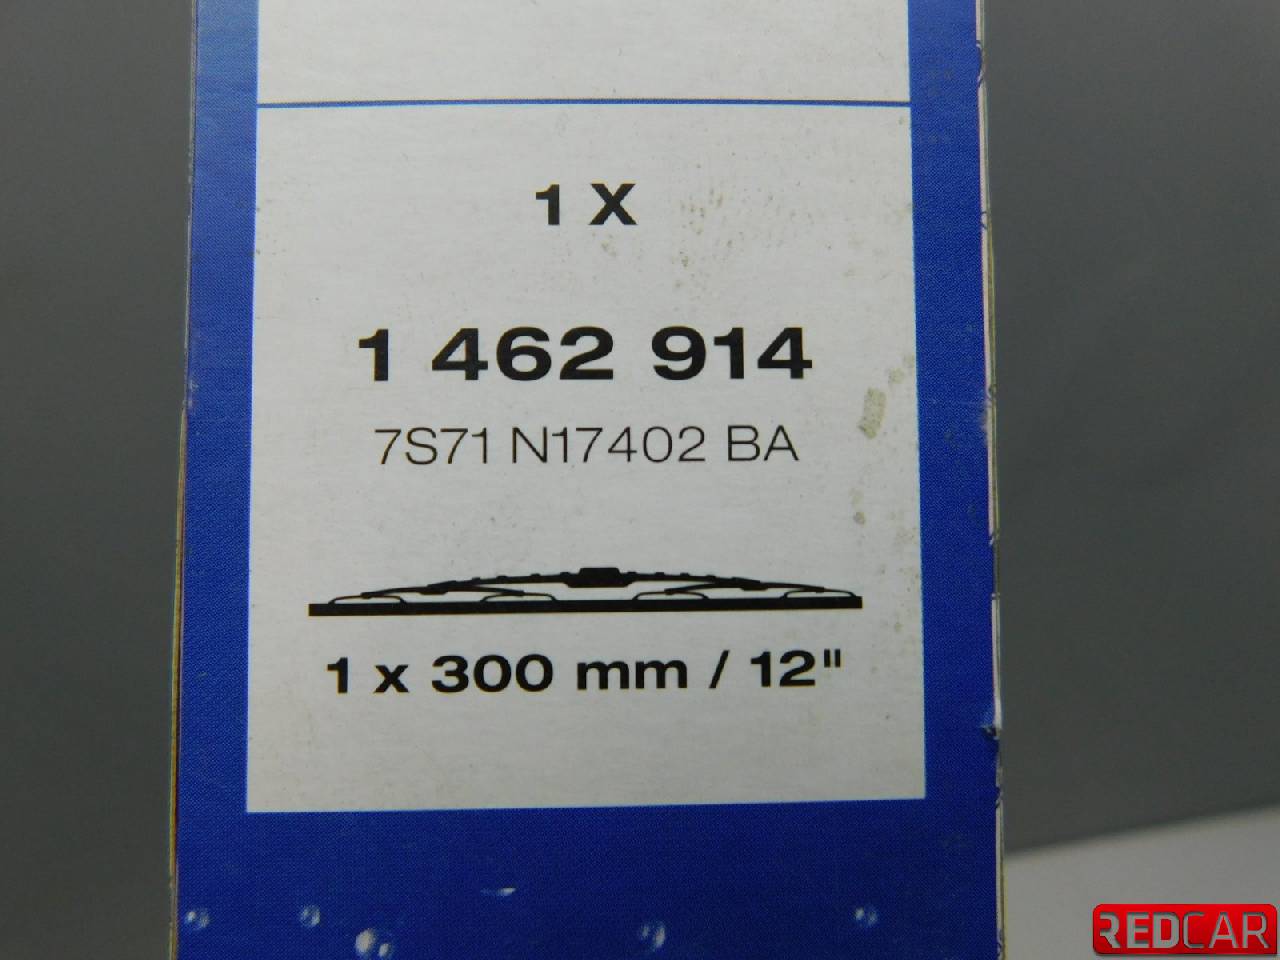 1 X
1 462 914
7S71 N17402 BA
1 x 300 mm / 12"
REDCAR